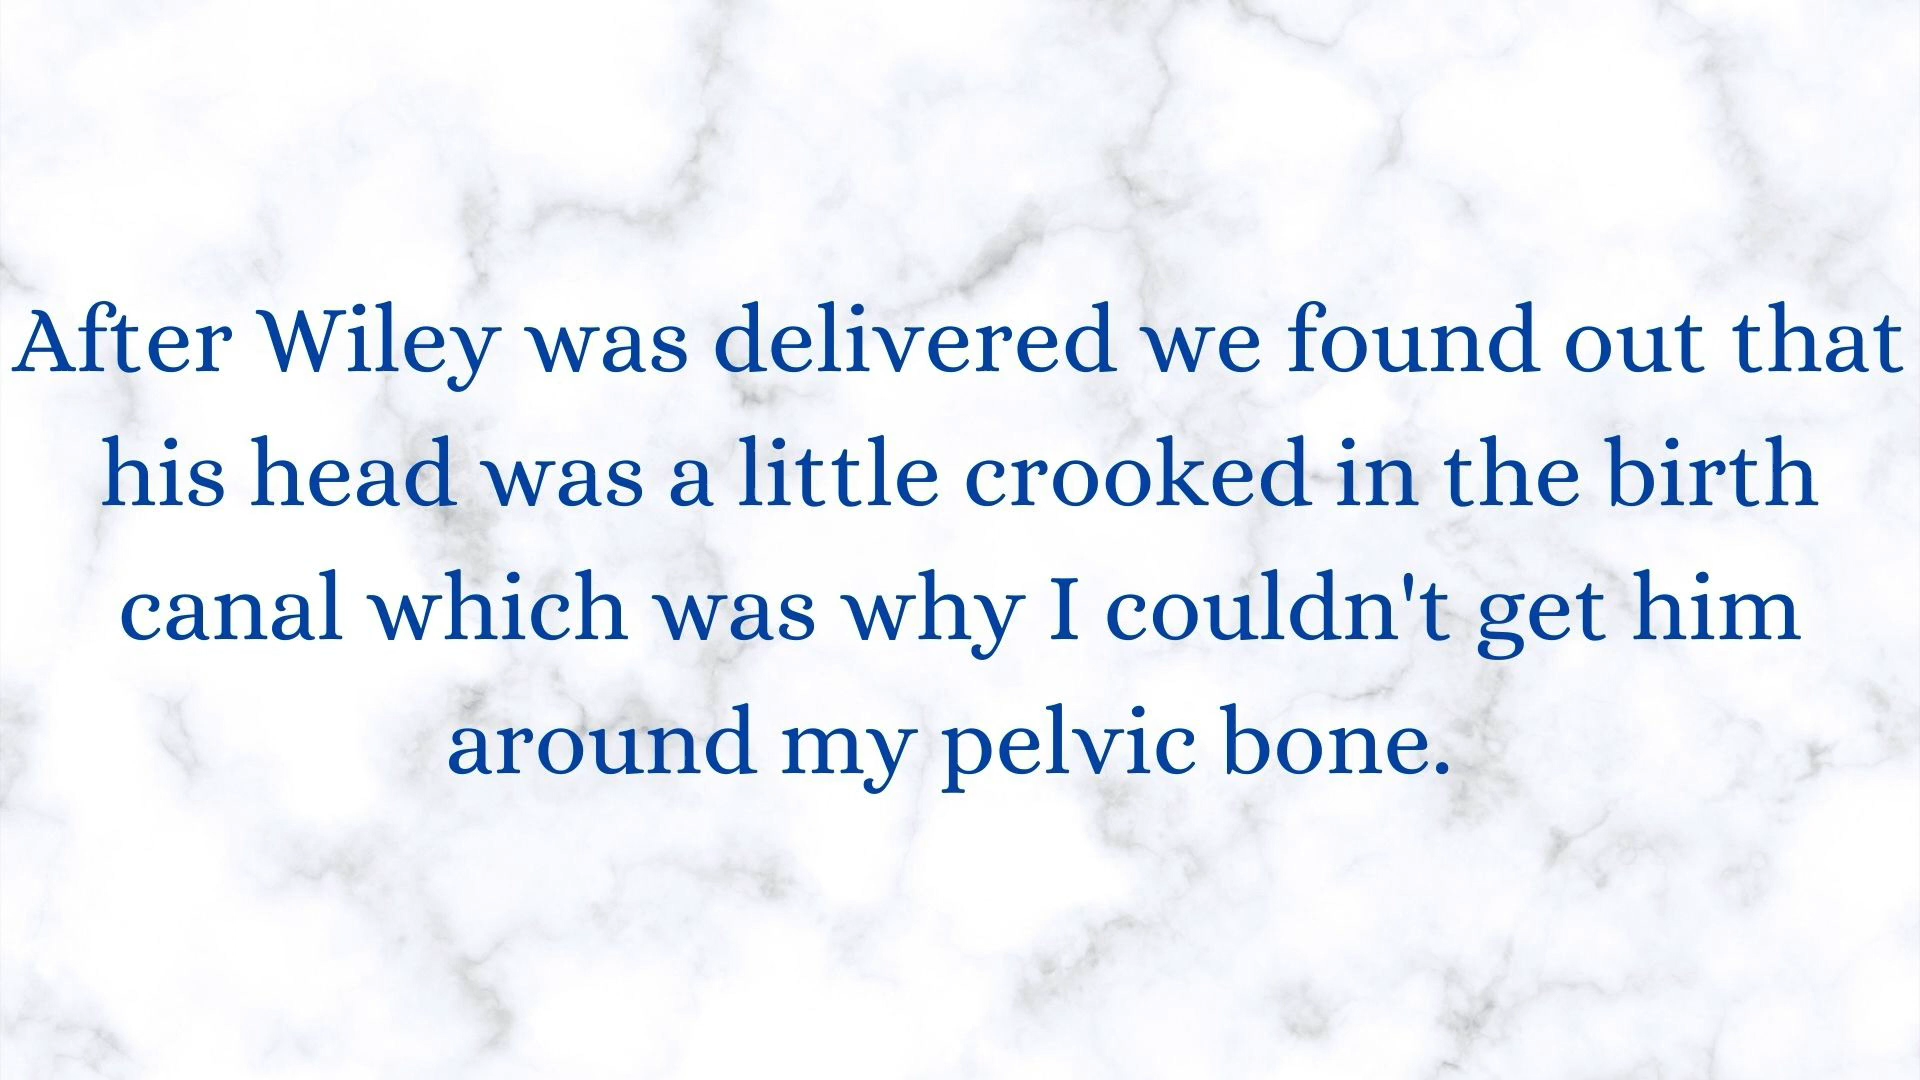 After Wiley was delivered we found out that
his head was a little crooked in the birth
canal which was why I couldn't get him
around my pelvic bone.